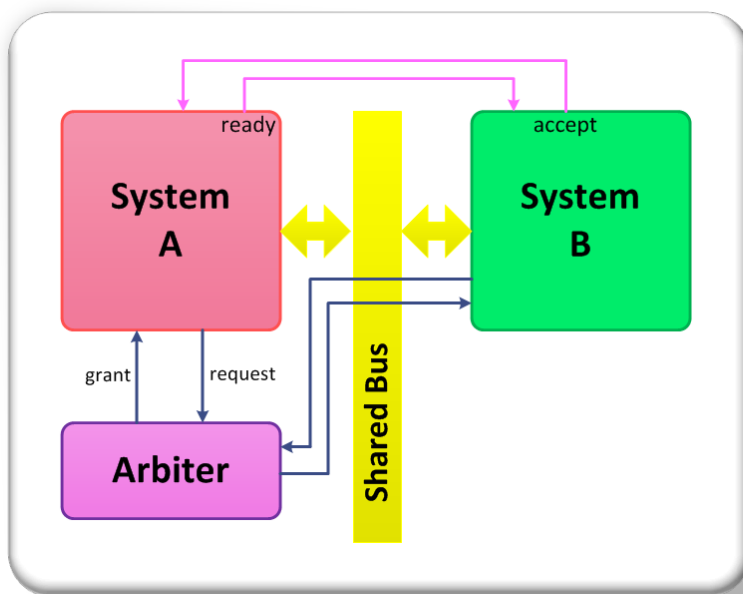 ready
accept
System
A
System
B
grant
request
Arbiter
Shared Bus